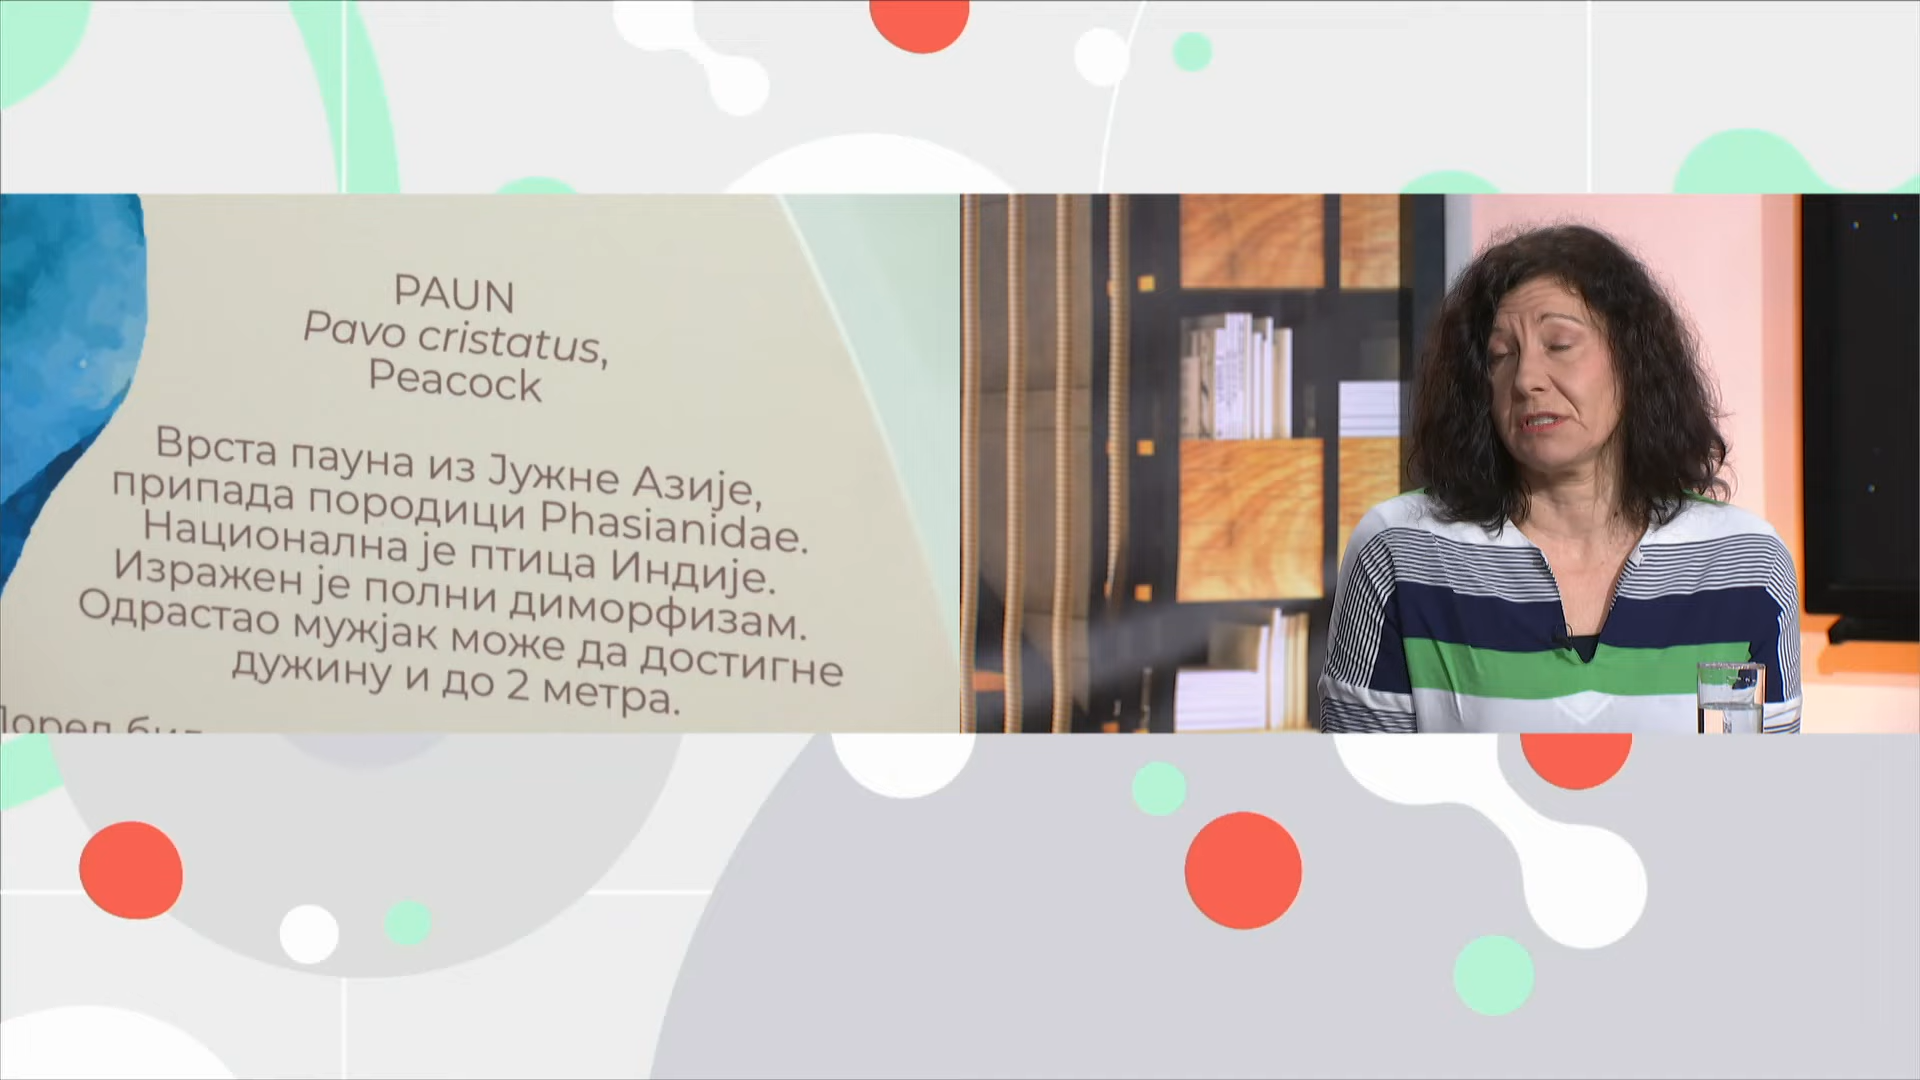 PAUN
Pavo cristatus,
Peacock
Врста пауна из Јужне Азије,
припада породици Phasianidae.
Национална је птица Индије.
Изражен је полни диморфизам.
Одрастао мужјак може да достигне
дужину и до 2 метра.